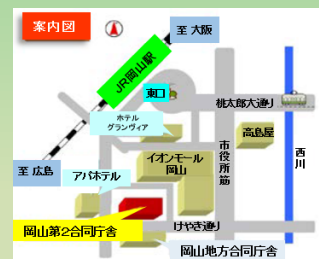 案内図
至 大阪
JR岡山駅
東口
桃太郎大通り
ホテル
グランヴィア
高島屋
市役所筋
西川
イオンモール
岡山
至 広島
アパホテル
岡山第2合同庁舎
けやき通り
岡山地方合同庁舎